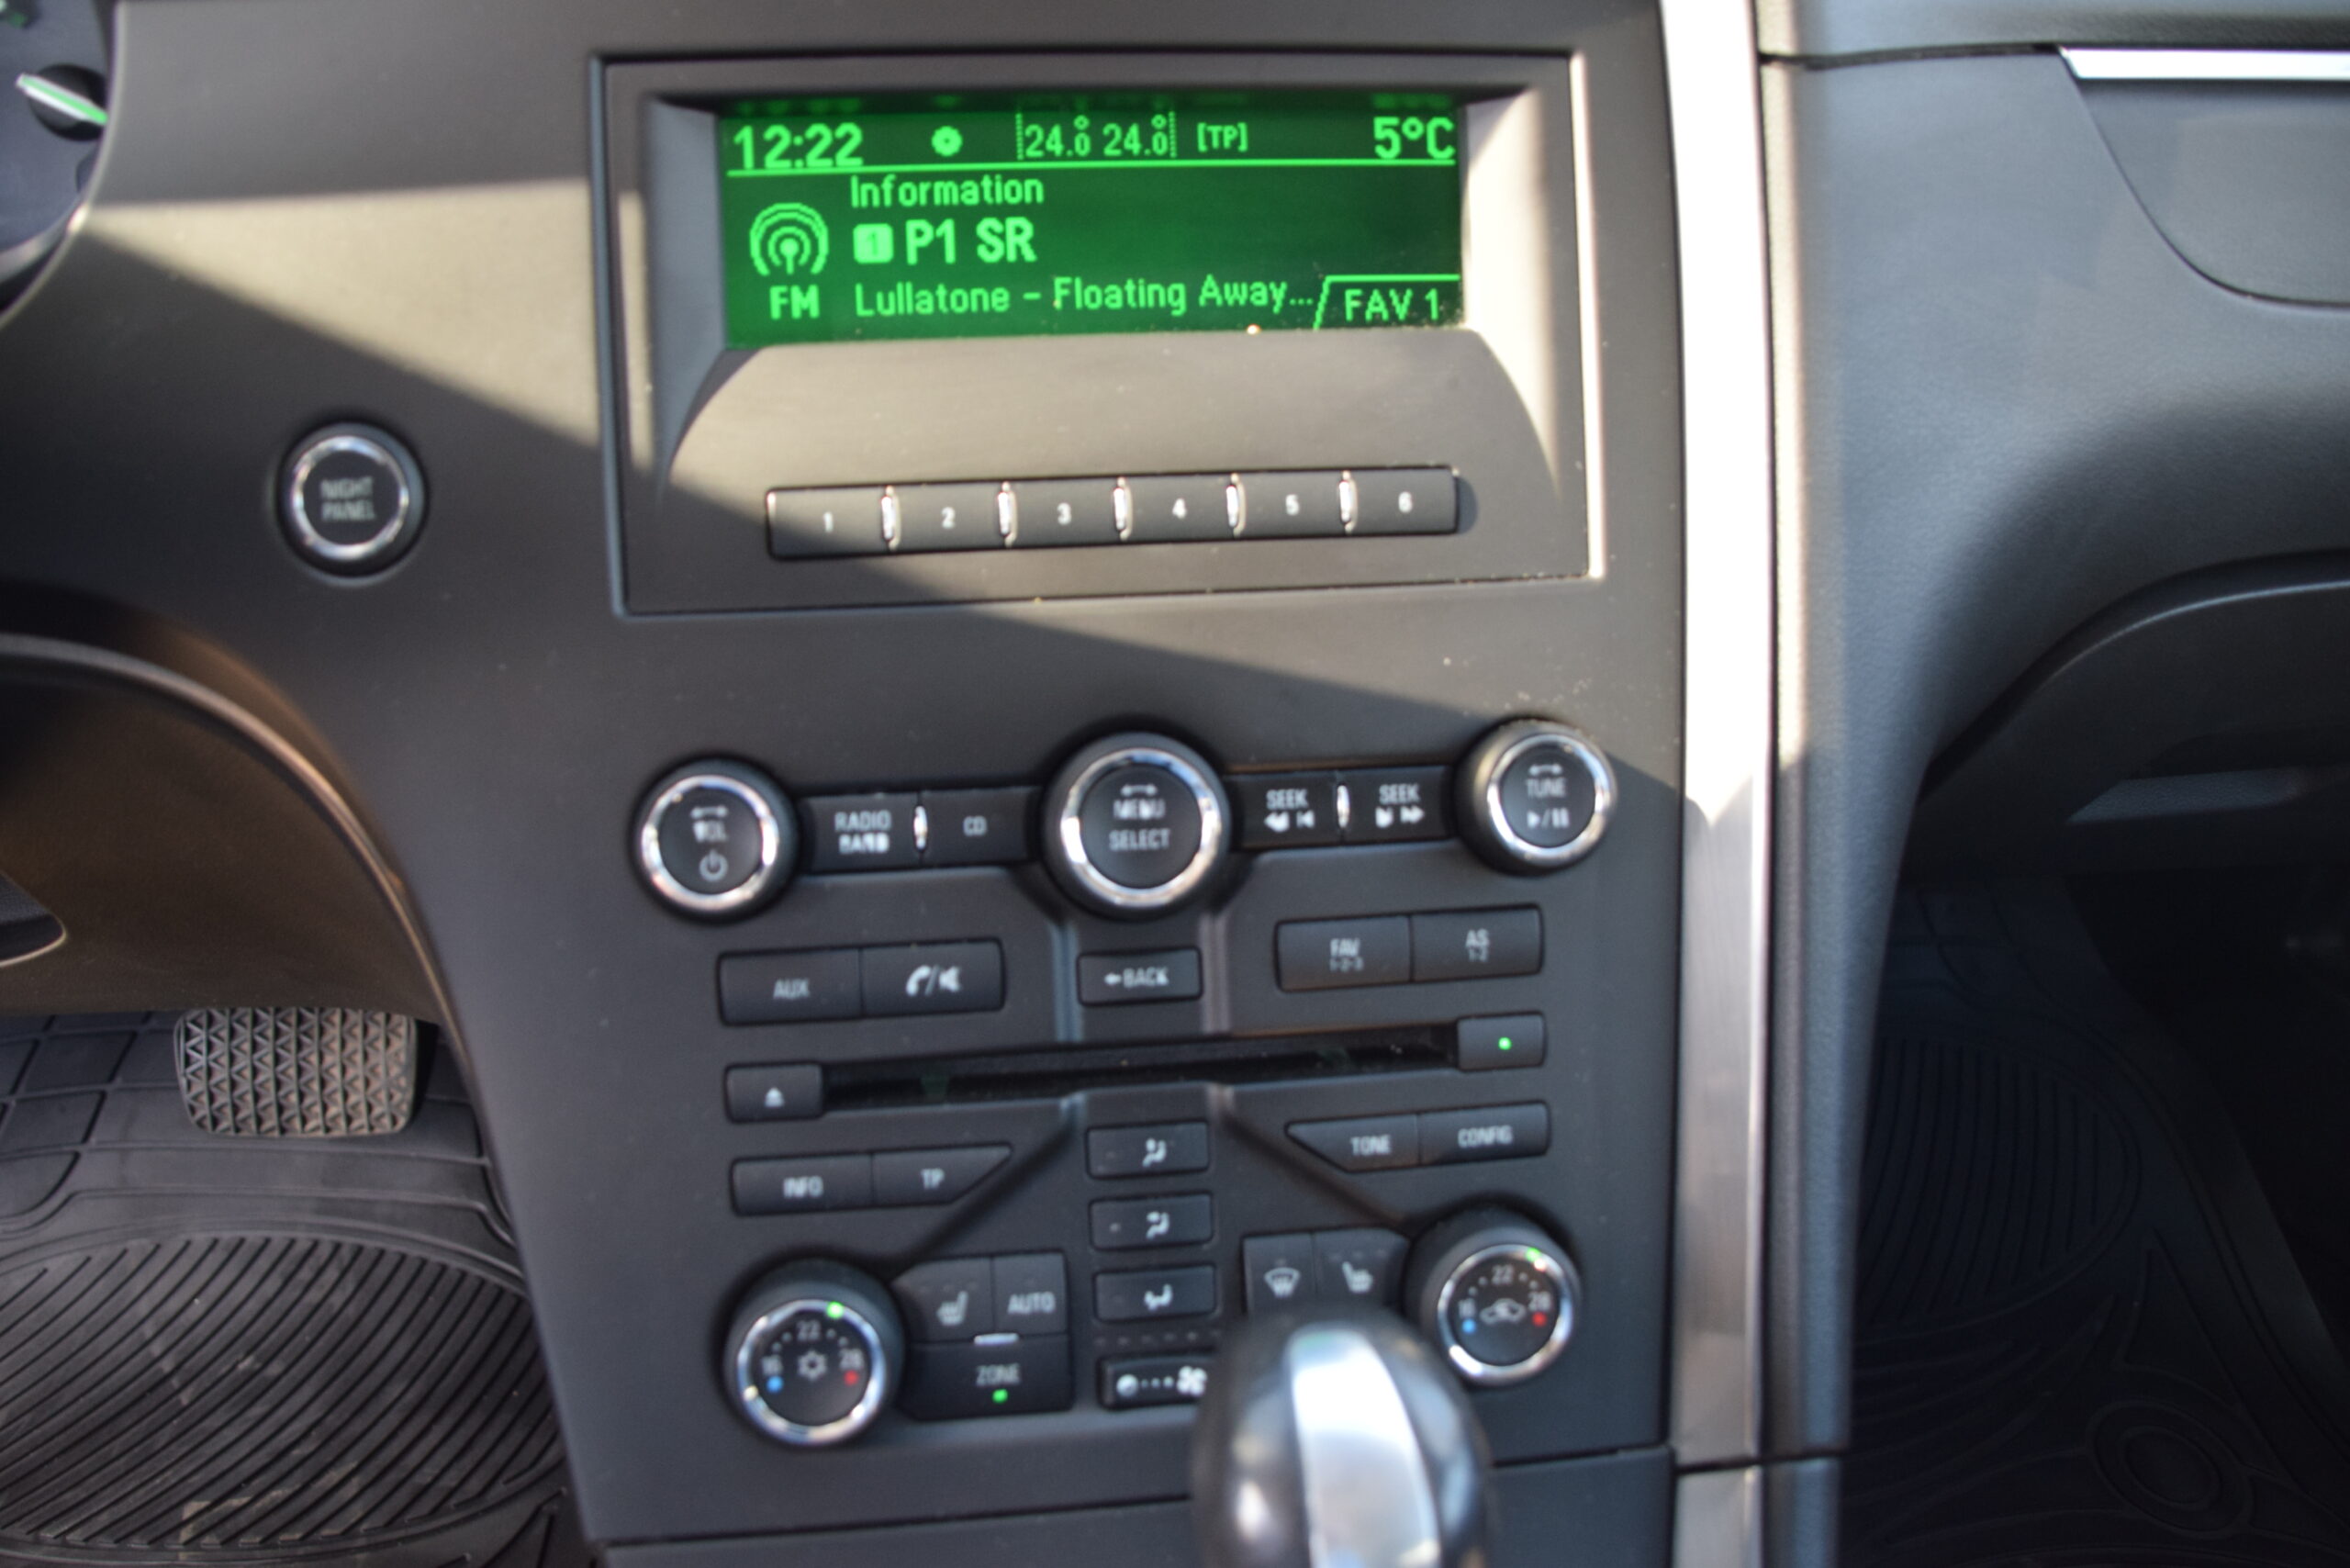 12:22 24.0° 24.0° [TP] 5°C
Information
1 P1 SR
FM Lullatone - Floating Away... FAV 1
NIGHT
PANEL
1 2 3 4 5 6
VOL
RADIO
BAND
CD
MENU
SELECT
SEEK
SEEK
TUNE
AUX
BACK
FAV
1-2-3
AS
1-2
INFO TP
TONE CONFIG
AUTO
ZONE
16 22 28
16 22 28